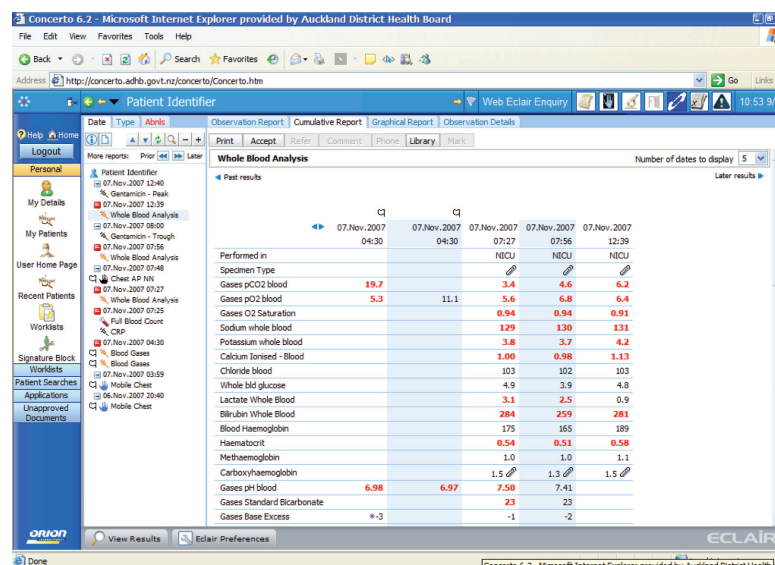 Concerto 6.2 - Microsoft Internet Explorer provided by Auckland District Health Board
File Edit View Favorites Tools Help
Back Search Favorites
Address http://concerto.adhb.govt.nz/concerto/Concerto.htm Go Links
Patient Identifier Web Eclair Enquiry 10:53 9/
Help Home
Logout
Personal
My Details
My Patients
User Home Page
Recent Patients
Worklists
Signature Block
Worklists
Patient Searches
Applications
Unapproved
Documents
ORION
Date Type Abnls
More reports: Prior Later
Patient Identifier
07.Nov.2007 12:40
Gentamicin - Peak
07.Nov.2007 12:39
Whole Blood Analysis
07.Nov.2007 08:00
Gentamicin - Trough
07.Nov.2007 07:56
Whole Blood Analysis
07.Nov.2007 07:48
Chest AP NN
07.Nov.2007 07:27
Whole Blood Analysis
07.Nov.2007 07:25
Full Blood Count
CRP
07.Nov.2007 04:30
Blood Gases
Blood Gases
07.Nov.2007 03:59
Mobile Chest
06.Nov.2007 20:40
Mobile Chest
Observation Report Cumulative Report Graphical Report Observation Details
Print Accept Refer Comment Phone Library Mark
Whole Blood Analysis Number of dates to display 5
Past results Later results
07.Nov.2007 07.Nov.2007 07.Nov.2007 07.Nov.2007 07.Nov.2007
04:30 04:30 07:27 07:56 12:39
Performed in NICU NICU NICU
Specimen Type
Gases pCO2 blood 19.7 3.4 4.6 6.2
Gases pO2 blood 5.3 11.1 5.6 6.8 6.4
Gases O2 Saturation 0.94 0.94 0.91
Sodium whole blood 129 130 131
Potassium whole blood 3.8 3.7 4.2
Calcium Ionised - Blood 1.00 0.98 1.13
Chloride blood 103 102 103
Whole bld glucose 4.9 3.9 4.8
Lactate Whole Blood 3.1 2.5 0.9
Bilirubin Whole Blood 284 259 281
Blood Hemoglobin 175 165 189
Haematocrit 0.54 0.51 0.58
Methaemoglobin 1.0 1.0 1.1
Carboxyhaemoglobin 1.5 1.3 1.5
Gases pH blood 6.98 6.97 7.50 7.41
Gases Standard Bicarbonate 23 23
Gases Base Excess *-3 -1 -2
View Results Eclair Preferences ECLAIR
Done
Concerto 6.2 - Microsoft Internet Explorer provided by Auckland District Health